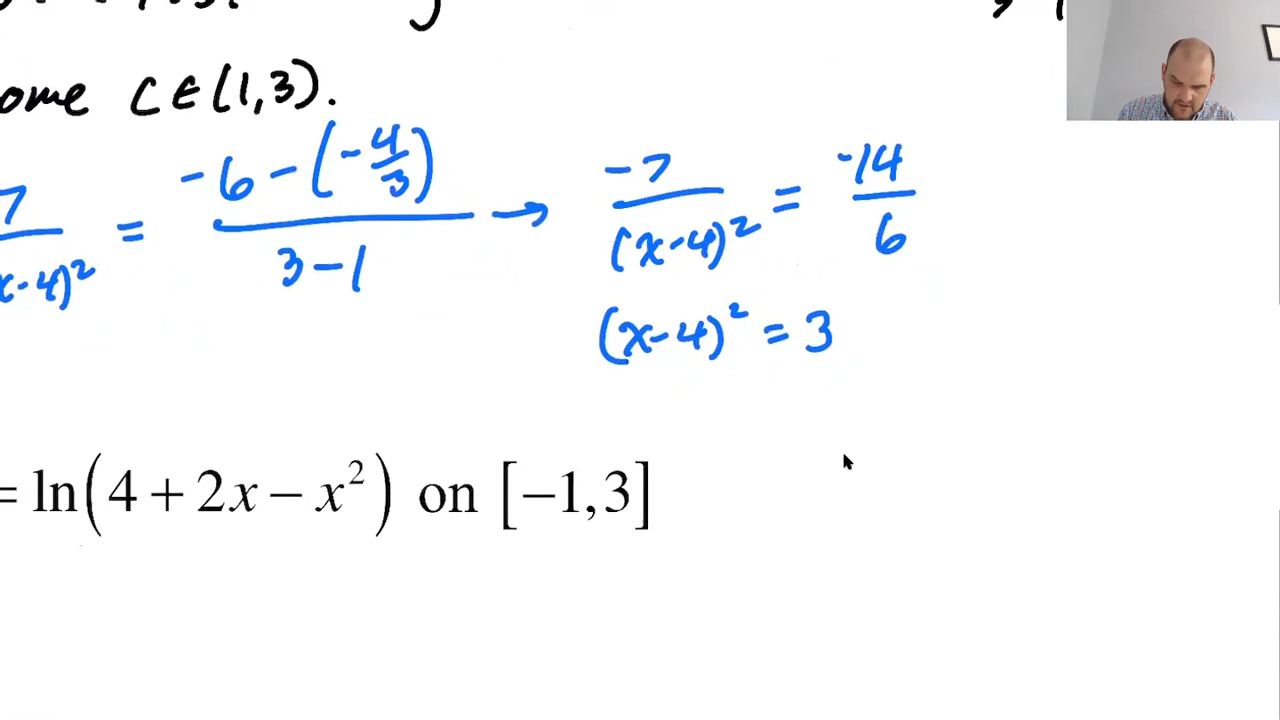 ome C ∈ (1,3).
7/(x-4)² = (-6-(-4/3))/(3-1) → -7/(x-4)² = -14/6
(x-4)² = 3
= ln(4 + 2x − x²) on [−1,3]